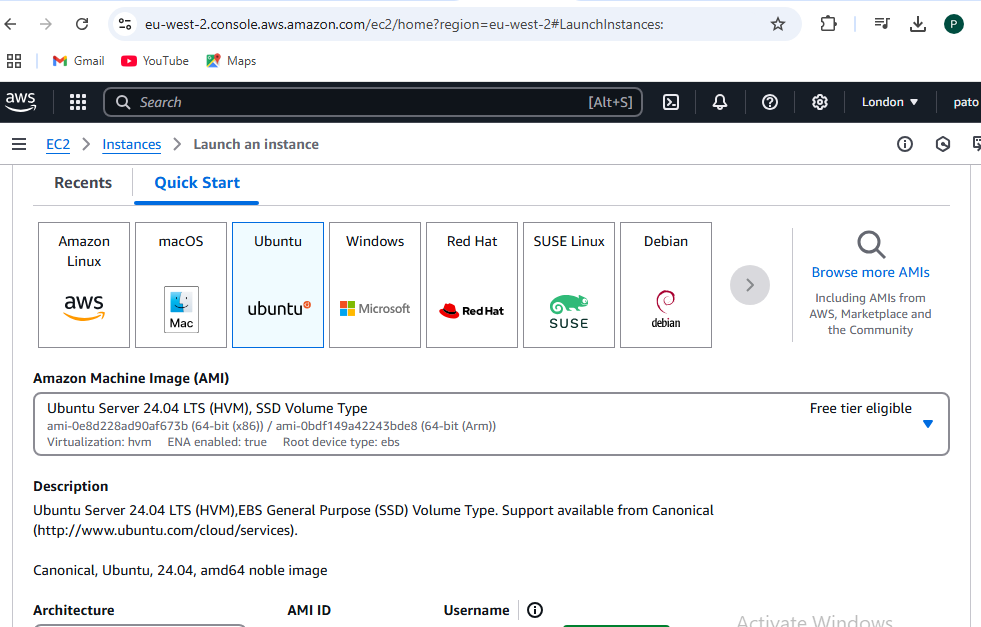 eu-west-2.console.aws.amazon.com/ec2/home?region=eu-west-2#LaunchInstances:
P
Gmail
YouTube
Maps
aws
Search
[Alt+S]
London
pato
EC2
Instances
Launch an instance
Recents
Quick Start
Amazon
Linux
aws
macOS
Mac
Ubuntu
ubuntu
Windows
Microsoft
Red Hat
Red Hat
SUSE Linux
SUSE
Debian
debian
Browse more AMIs
Including AMIs from
AWS, Marketplace and
the Community
Amazon Machine Image (AMI)
Ubuntu Server 24.04 LTS (HVM), SSD Volume Type
Free tier eligible
ami-0e8d228ad90af673b (64-bit (x86)) / ami-0bdf149a42243bde8 (64-bit (Arm))
Virtualization: hvm ENA enabled: true Root device type: ebs
Description
Ubuntu Server 24.04 LTS (HVM),EBS General Purpose (SSD) Volume Type. Support available from Canonical
(http://www.ubuntu.com/cloud/services).
Canonical, Ubuntu, 24.04, amd64 noble image
Architecture
AMI ID
Username
Activate Windows